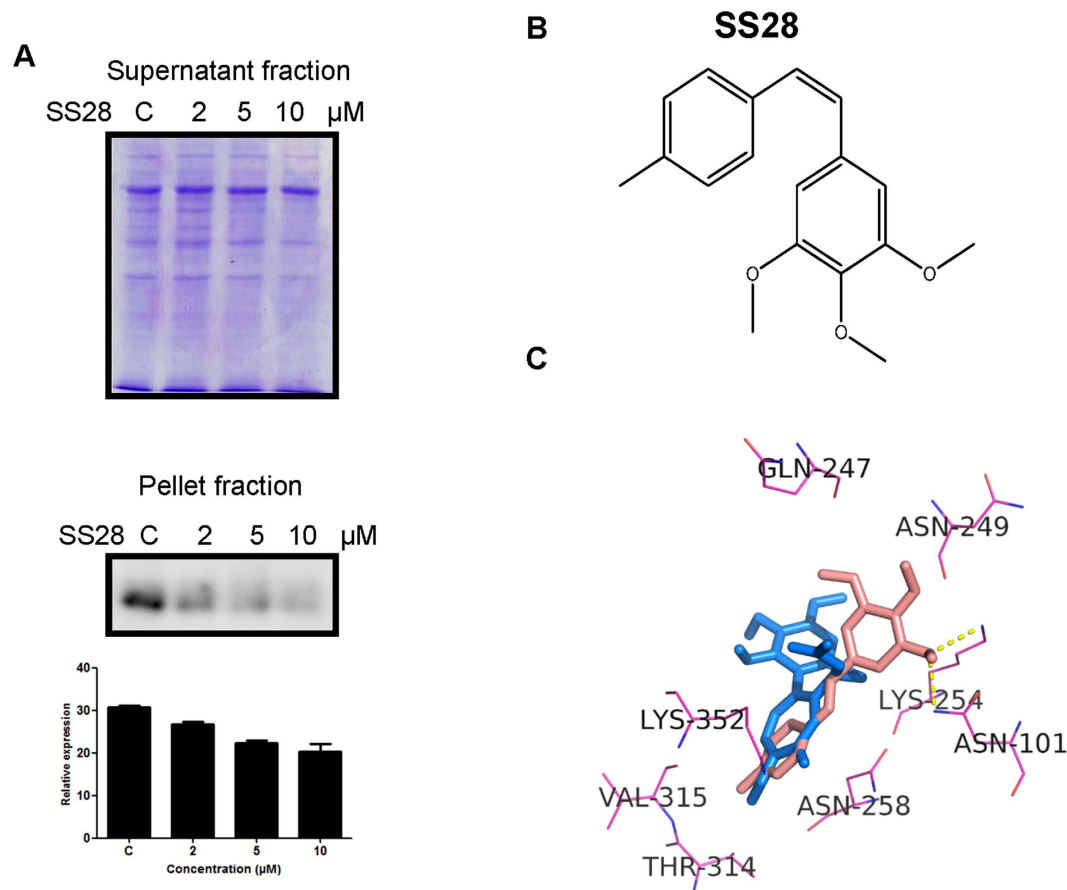 A
Supernatant fraction
SS28 C 2 5 10 µM
Pellet fraction
SS28 C 2 5 10 µM
40
30
20
10
0
Relative expression
C 2 5 10
Concentration (µM)
B
SS28
O
O
O
C
GLN-247
ASN-249
LYS-254
LYS-352
ASN-101
VAL-315
ASN-258
THR-314